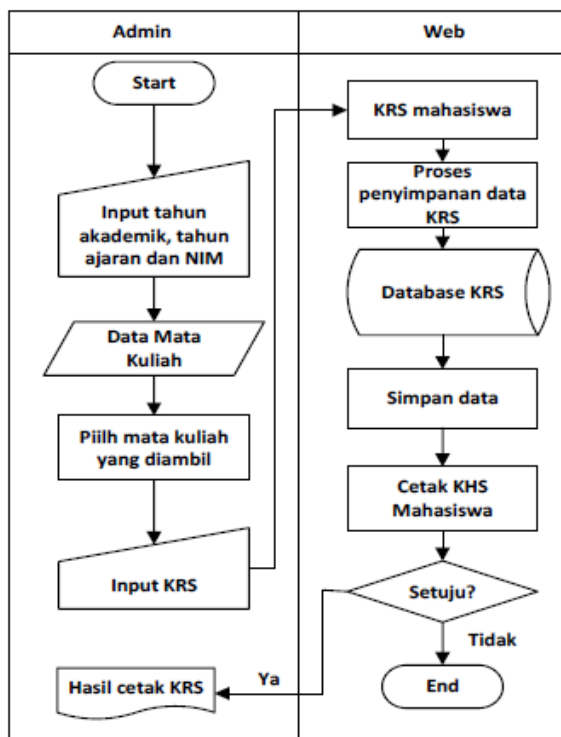 Admin
Web
Start
Input tahun
akademik, tahun
ajaran dan NIM
Data Mata
Kuliah
Piilh mata kuliah
yang diambil
Input KRS
KRS mahasiswa
Proses
penyimpanan data
KRS
Database KRS
Simpan data
Cetak KHS
Mahasiswa
Setuju?
Tidak
End
Ya
Hasil cetak KRS